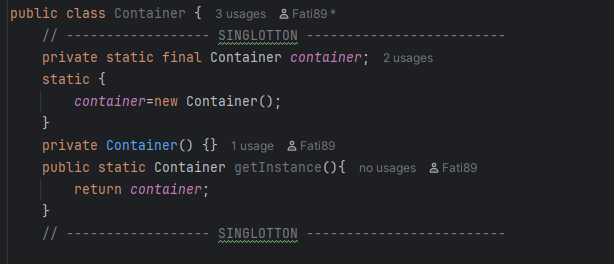 public class Container {  3 usages  Fati89 *
// ------------------ SINGLOTTON -------------------------
private static final Container container;  2 usages
static {
container=new Container();
}
private Container() {}  1 usage  Fati89
public static Container getInstance(){  no usages  Fati89
return container;
}
// ------------------ SINGLOTTON -------------------------